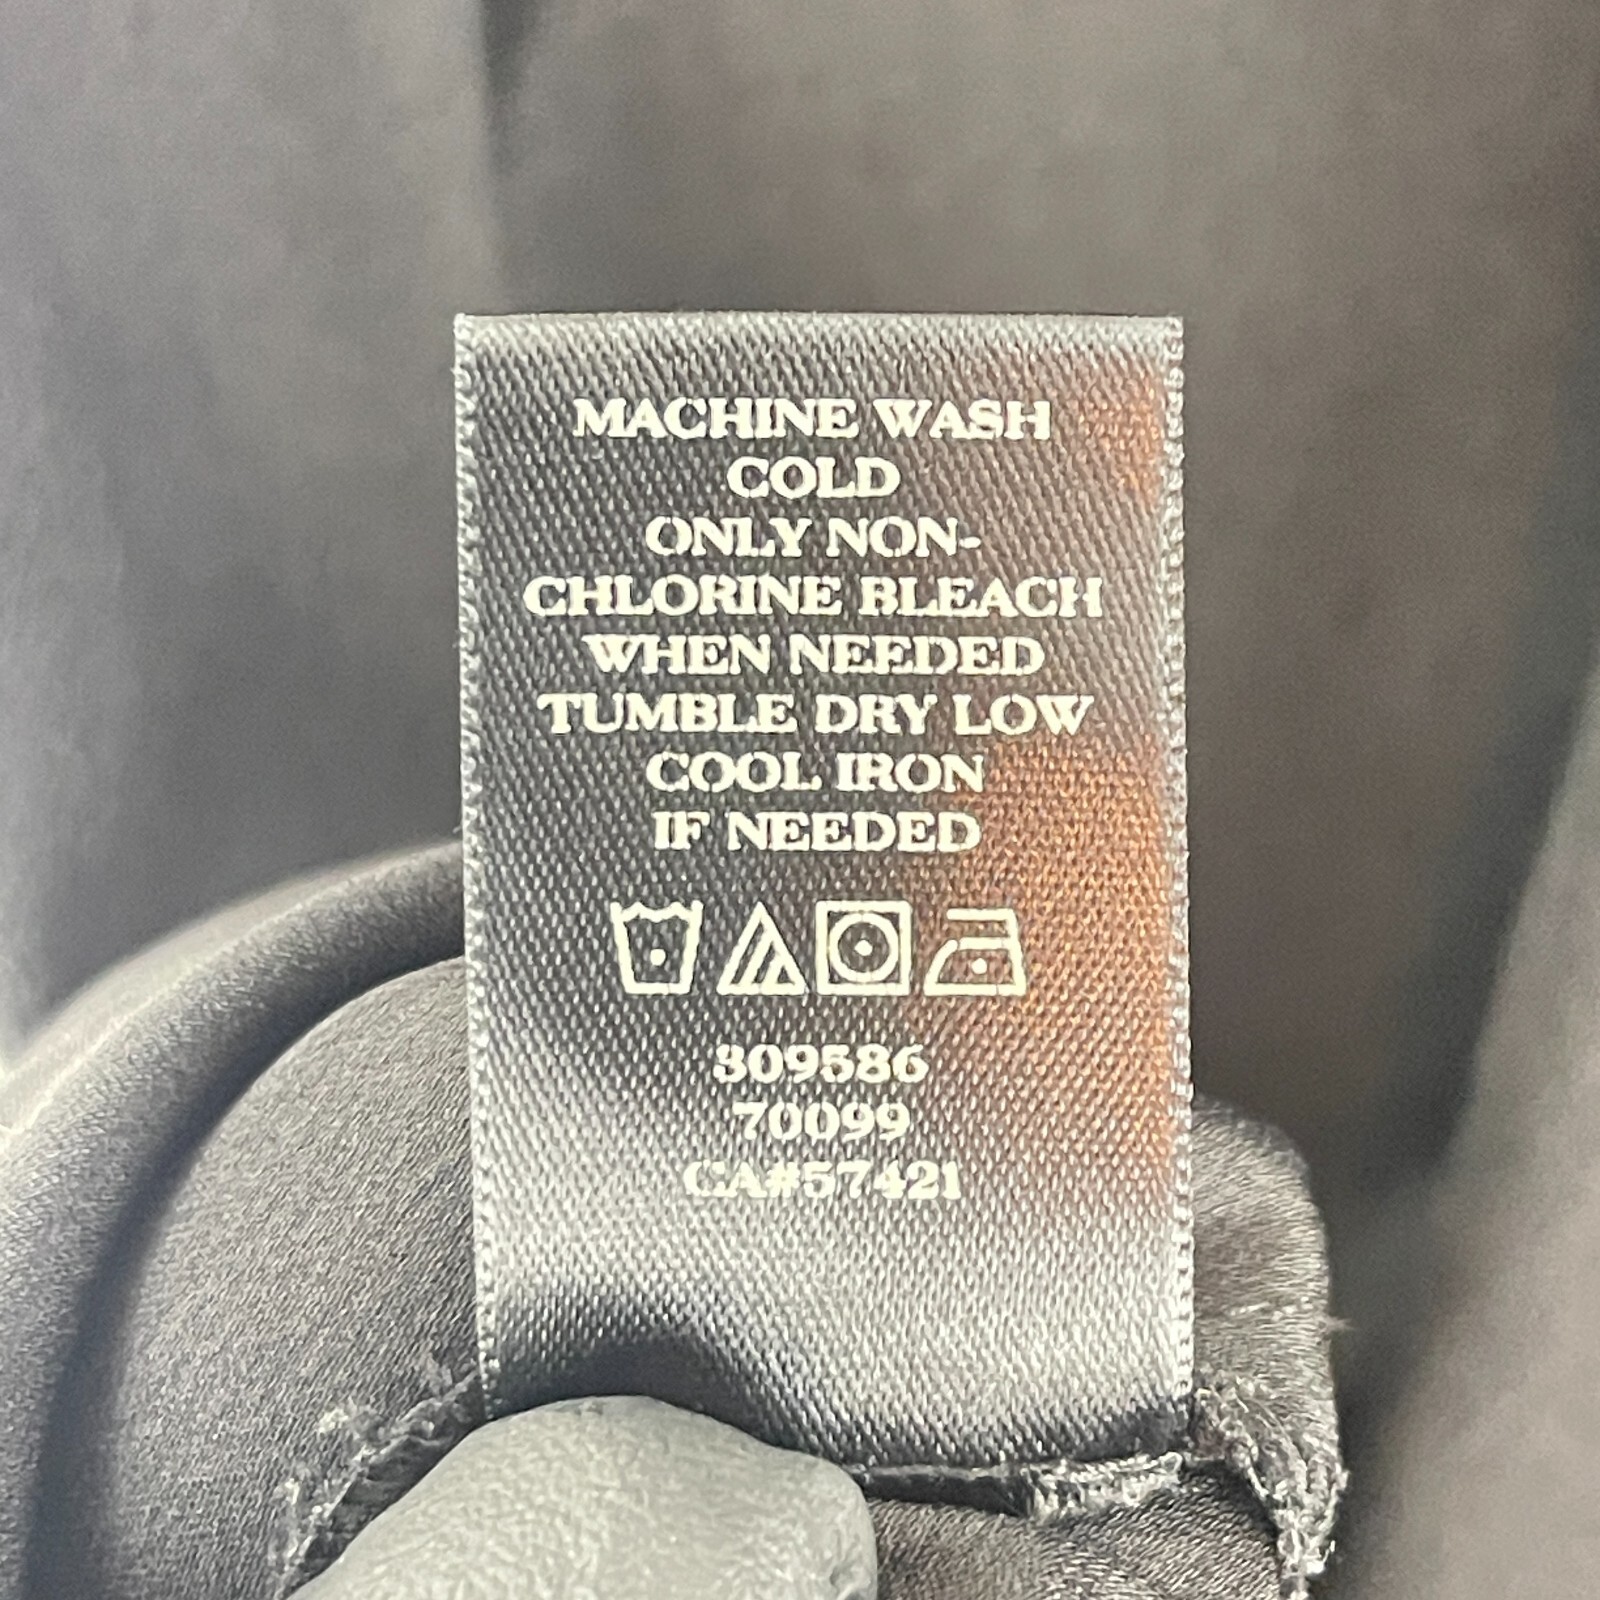 MACHINE WASH
COLD
ONLY NON-
CHLORINE BLEACH
WHEN NEEDED
TUMBLE DRY LOW
COOL IRON
IF NEEDED
309586
70099
CA#57421